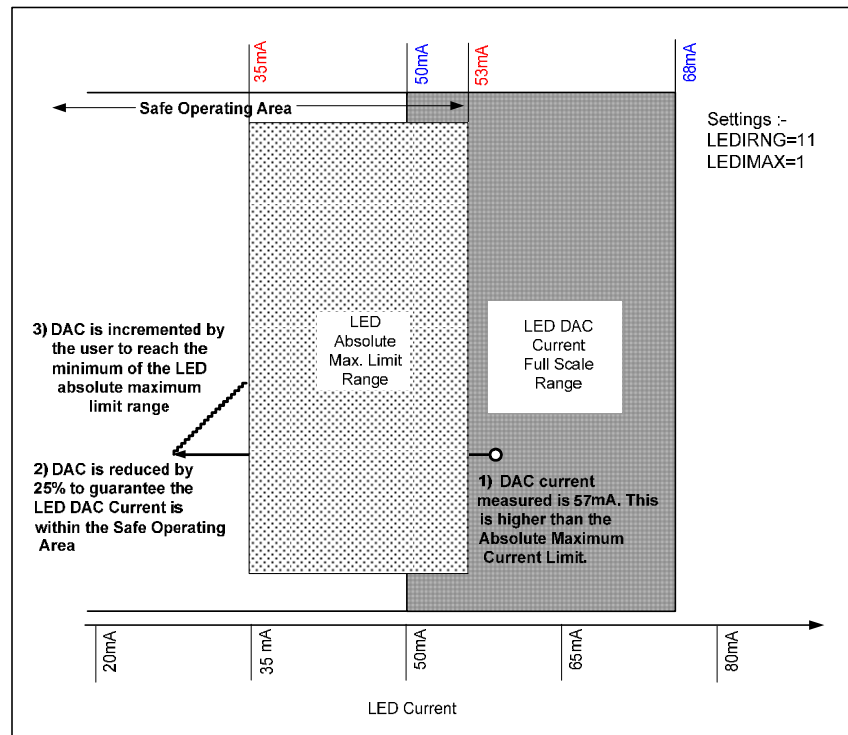 35mA
50mA
53mA
68mA
Safe Operating Area
Settings :-
LEDIRNG=11
LEDIMAX=1
LED
Absolute
Max. Limit
Range
LED DAC
Current
Full Scale
Range
3) DAC is incremented by
the user to reach the
minimum of the LED
absolute maximum
limit range
2) DAC is reduced by
25% to guarantee the
LED DAC Current is
within the Safe Operating
Area
1) DAC current
measured is 57mA. This
is higher than the
Absolute Maximum
Current Limit.
20mA
35 mA
50mA
65mA
80mA
LED Current